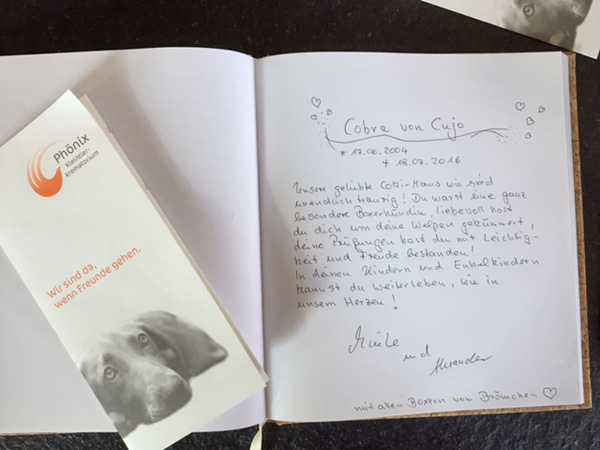 Phönix
Kleintier-
krematorium
Wir sind da,
wenn Freunde gehen.
Cobra von Cujo
* 17.06.2004
+ 18.07.2016
Unsere geliebte Cobi-Maus wir sind
unendlich traurig! Du warst eine ganz
besondere Boxerhündin, liebevoll hast
du dich um deine Welpen gekümmert,
deine Prüfungen hast du mit Leichtig-
keit und Freude bestanden!
In deinen Kindern und Enkelkindern
kannst du weiterleben, wie in
unsern Herzen!
und
Alexander
mit allen Boxern von Brömchen